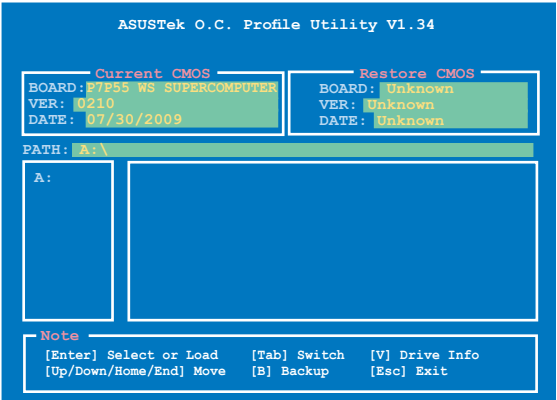 ASUSTek O.C. Profile Utility V1.34
Current CMOS
BOARD: P7P55 WS SUPERCOMPUTER
VER: 0210
DATE: 07/30/2009
Restore CMOS
BOARD: Unknown
VER: Unknown
DATE: Unknown
PATH: A:\
A:
Note
[Enter] Select or Load [Tab] Switch [V] Drive Info
[Up/Down/Home/End] Move [B] Backup [Esc] Exit